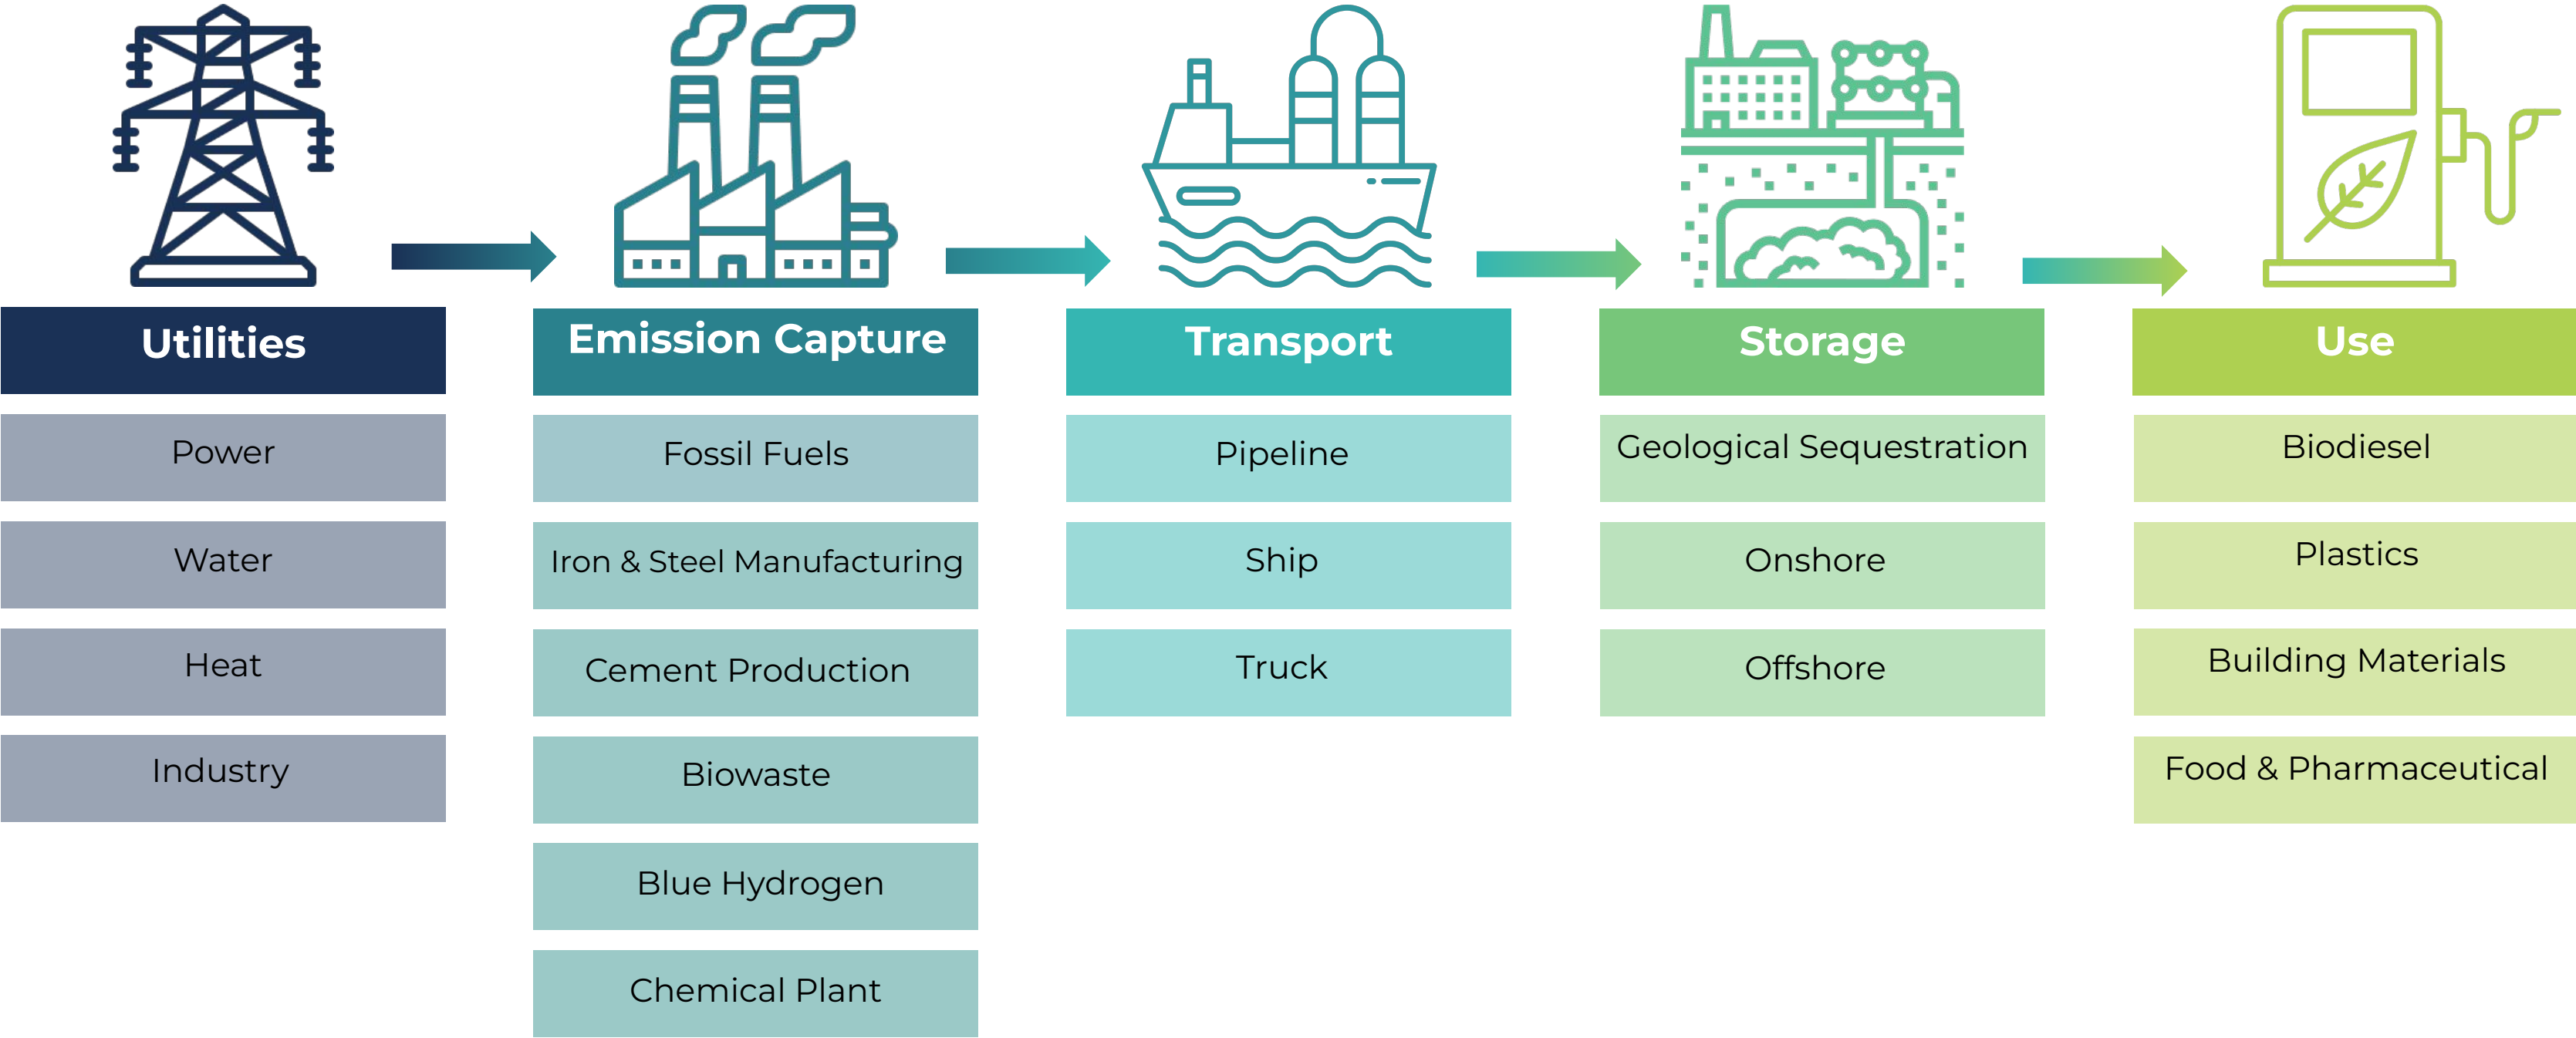 Utilities
Power
Water
Heat
Industry
Emission Capture
Fossil Fuels
Iron & Steel Manufacturing
Cement Production
Biowaste
Blue Hydrogen
Chemical Plant
Transport
Pipeline
Ship
Truck
Storage
Geological Sequestration
Onshore
Offshore
Use
Biodiesel
Plastics
Building Materials
Food & Pharmaceutical